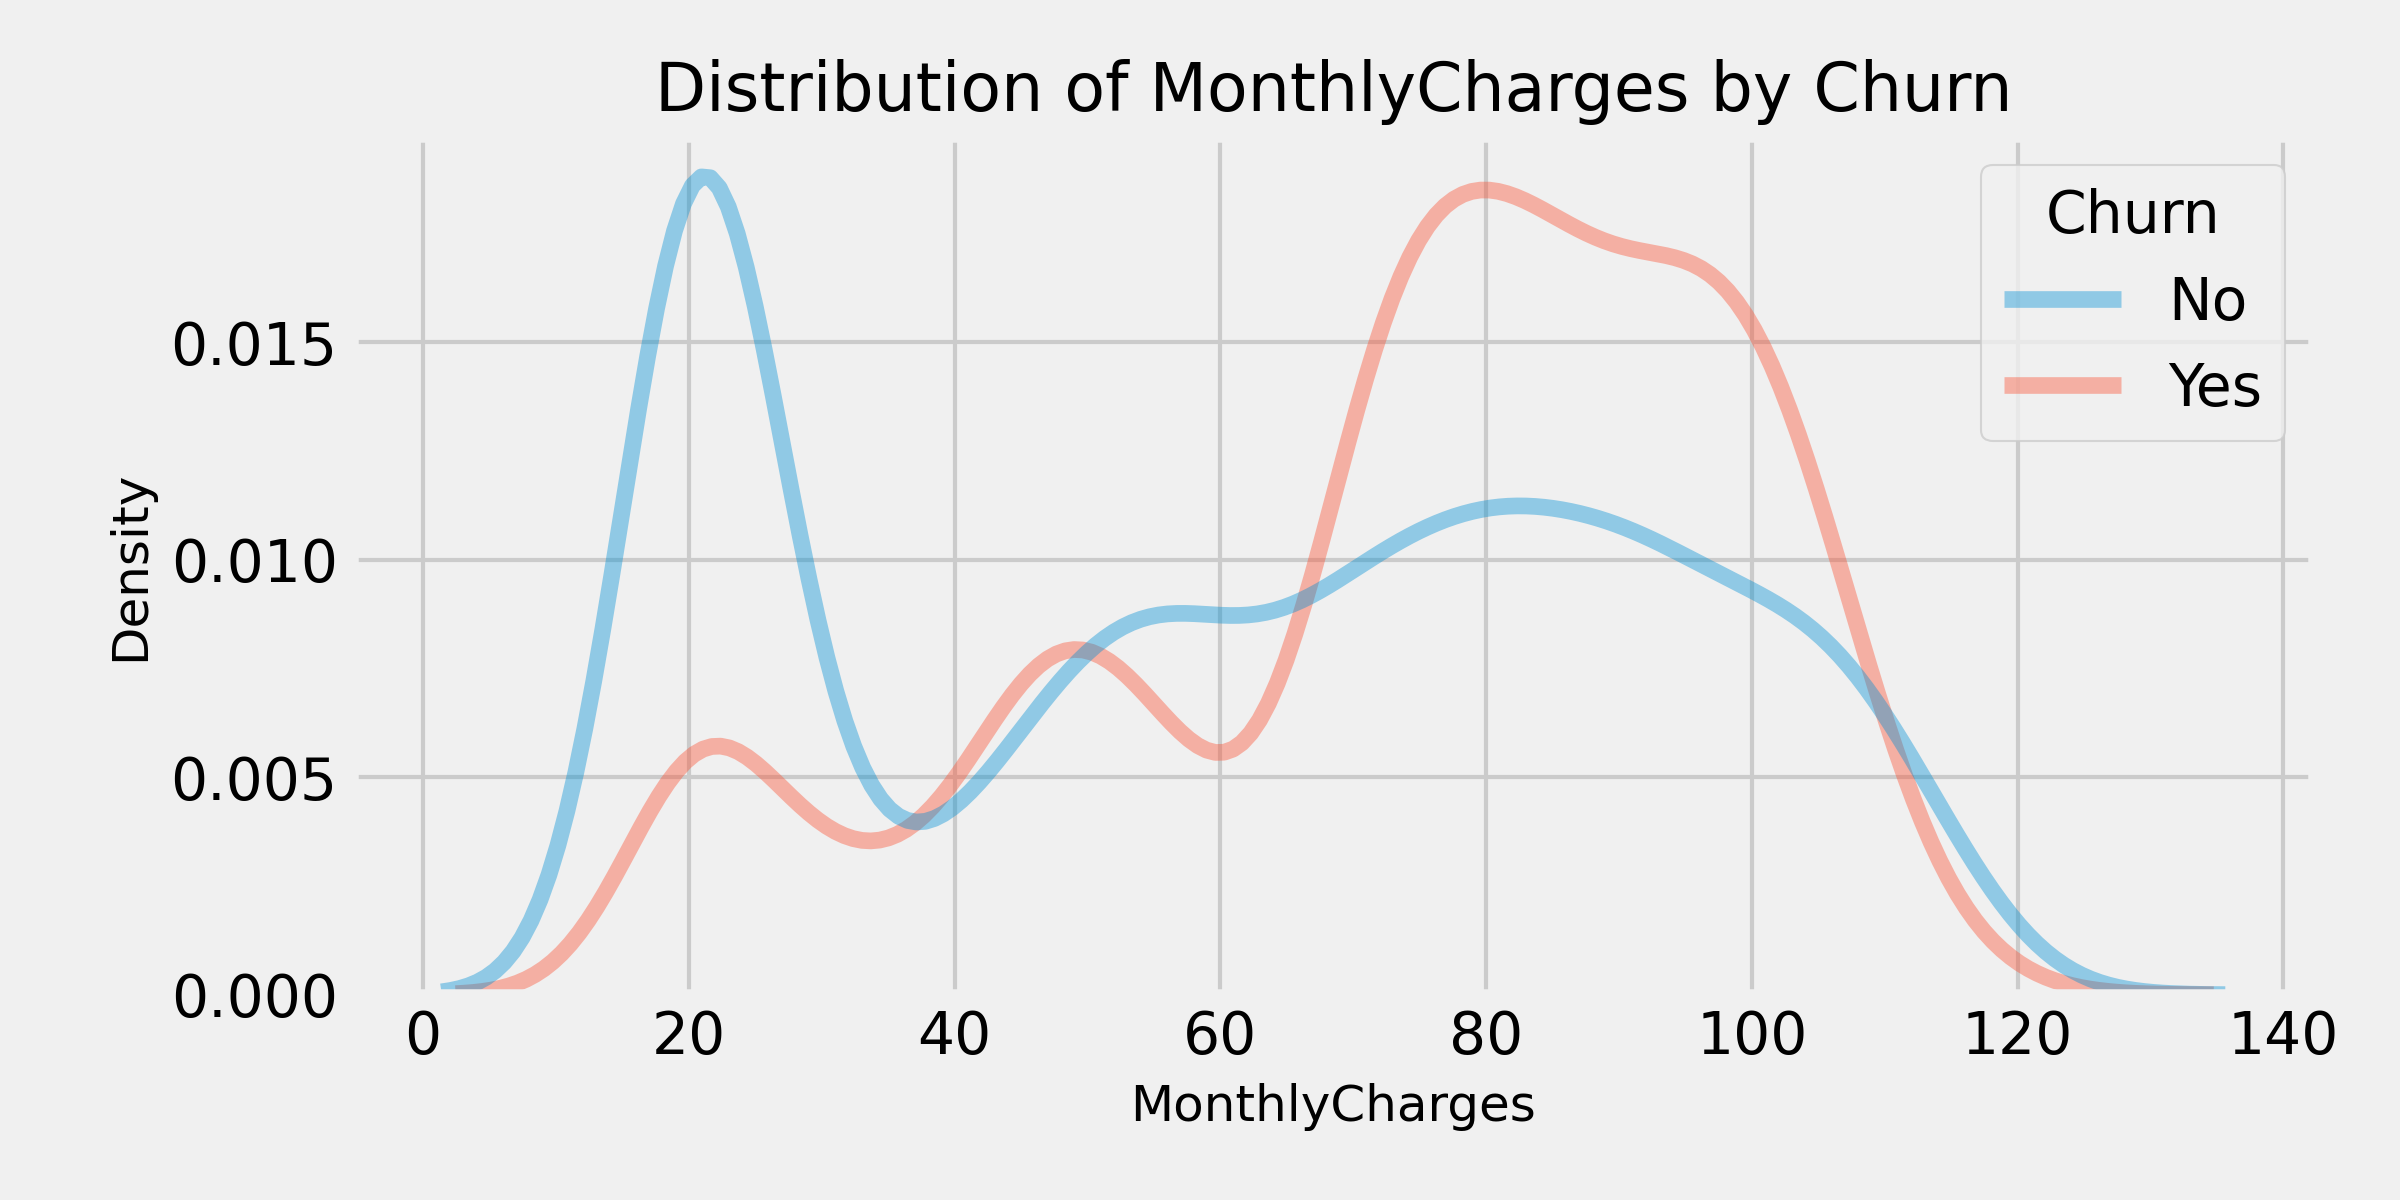 Distribution of MonthlyCharges by Churn
Churn
No
Yes
Density
0.015
0.010
0.005
0.000
0 20 40 60 80 100 120 140
MonthlyCharges